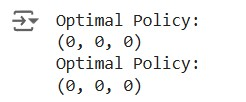 Optimal Policy:
(0, 0, 0)
Optimal Policy:
(0, 0, 0)